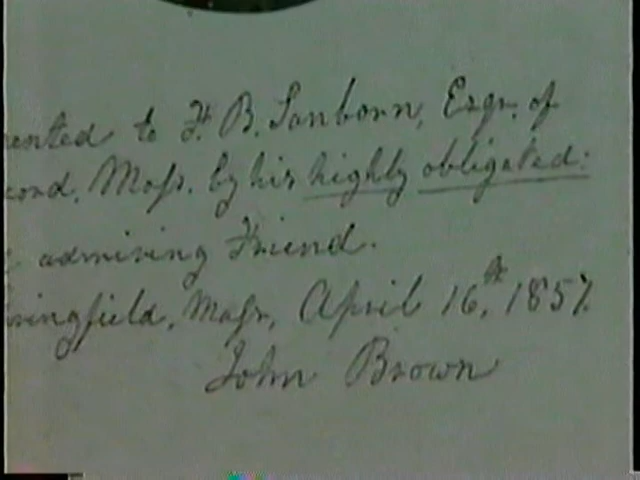 ented to F. B. Sanborn, Esqr. of
cord, Mass. by his highly obligated:
admiring Friend.
ringfield, Mass, April 16th, 1857.
John Brown